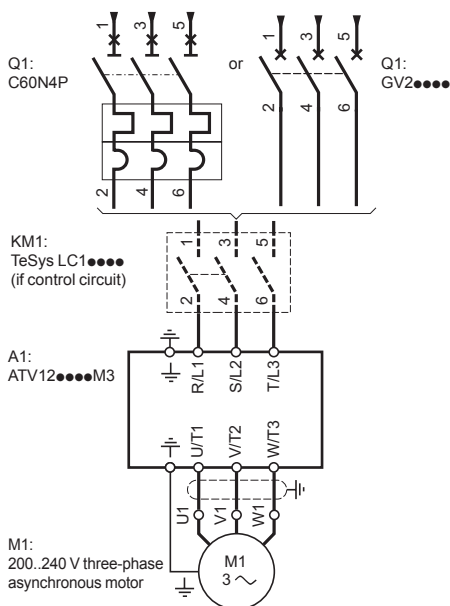 1 3 5
Q1:
C60N4P
or
1 3 5
Q1:
GV2●●●●
2 4 6
2 4 6
KM1:
TeSys LC1●●●●
(if control circuit)
1 3 5
2 4 6
A1:
ATV12●●●●M3
R/L1 S/L2 T/L3
U/T1 V/T2 W/T3
U1 V1 W1
M1:
200..240 V three-phase
asynchronous motor
M1
3 ~